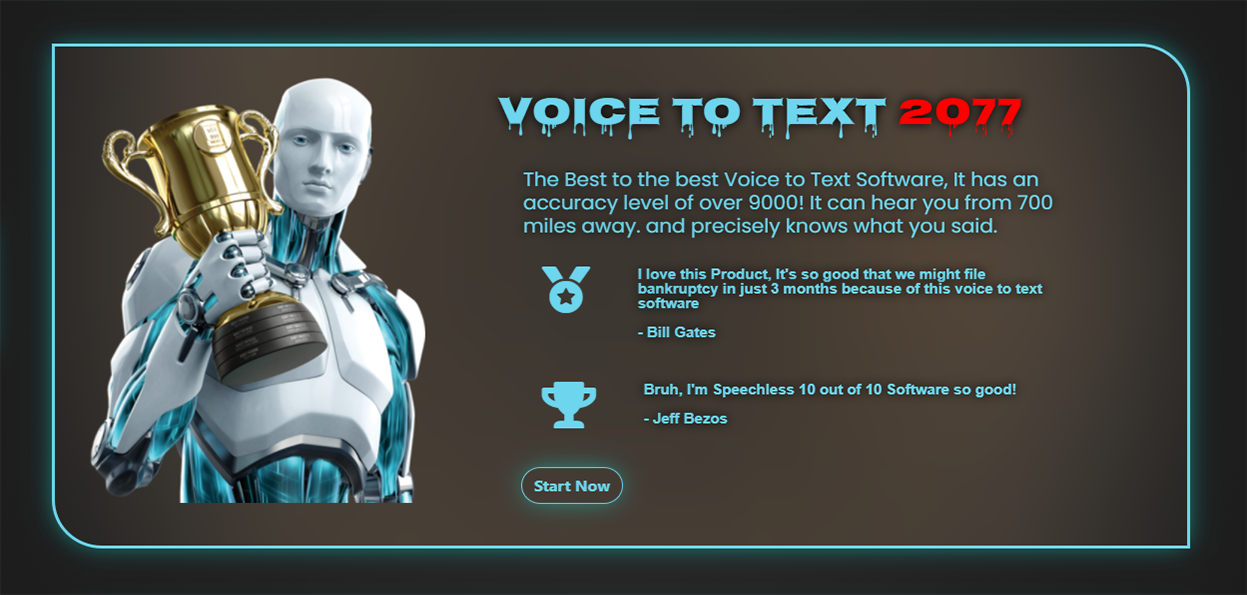 VOICE TO TEXT 2077
The Best to the best Voice to Text Software, It has an
accuracy level of over 9000! It can hear you from 700
miles away. and precisely knows what you said.
I love this Product, It's so good that we might file
bankruptcy in just 3 months because of this voice to text
software
- Bill Gates
Bruh, I'm Speechless 10 out of 10 Software so good!
- Jeff Bezos
Start Now